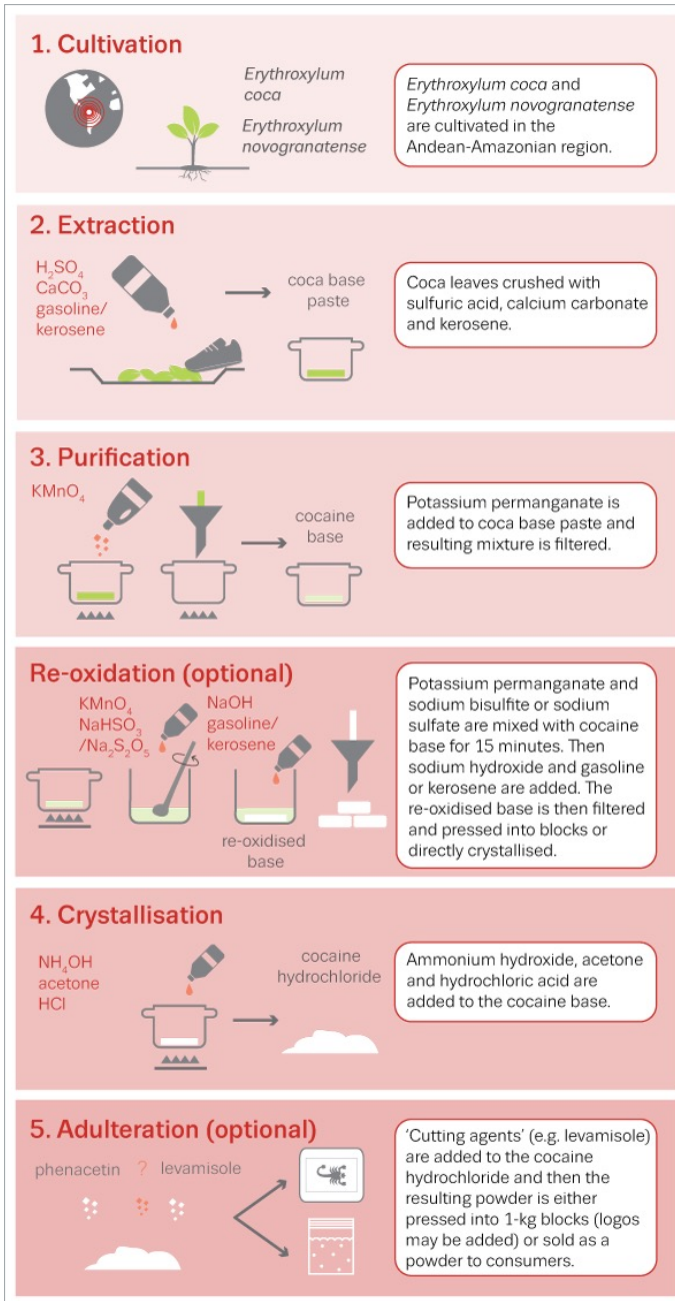 1. Cultivation
Erythroxylum
coca
Erythroxylum
novogranatense
Erythroxylum coca and
Erythroxylum novogranatense
are cultivated in the
Andean-Amazonian region.
2. Extraction
H₂SO₄
CaCO₃
gasoline/
kerosene
coca base
paste
Coca leaves crushed with
sulfuric acid, calcium carbonate
and kerosene.
3. Purification
KMnO₄
cocaine
base
Potassium permanganate is
added to coca base paste and
resulting mixture is filtered.
Re-oxidation (optional)
KMnO₄
NaHSO₃
/Na₂S₂O₅
NaOH
gasoline/
kerosene
re-oxidised
base
Potassium permanganate and
sodium bisulfite or sodium
sulfate are mixed with cocaine
base for 15 minutes. Then
sodium hydroxide and gasoline
or kerosene are added. The
re-oxidised base is then filtered
and pressed into blocks or
directly crystallised.
4. Crystallisation
NH₄OH
acetone
HCl
cocaine
hydrochloride
Ammonium hydroxide, acetone
and hydrochloric acid are
added to the cocaine base.
5. Adulteration (optional)
phenacetin ? levamisole
'Cutting agents' (e.g. levamisole)
are added to the cocaine
hydrochloride and then the
resulting powder is either
pressed into 1-kg blocks (logos
may be added) or sold as a
powder to consumers.